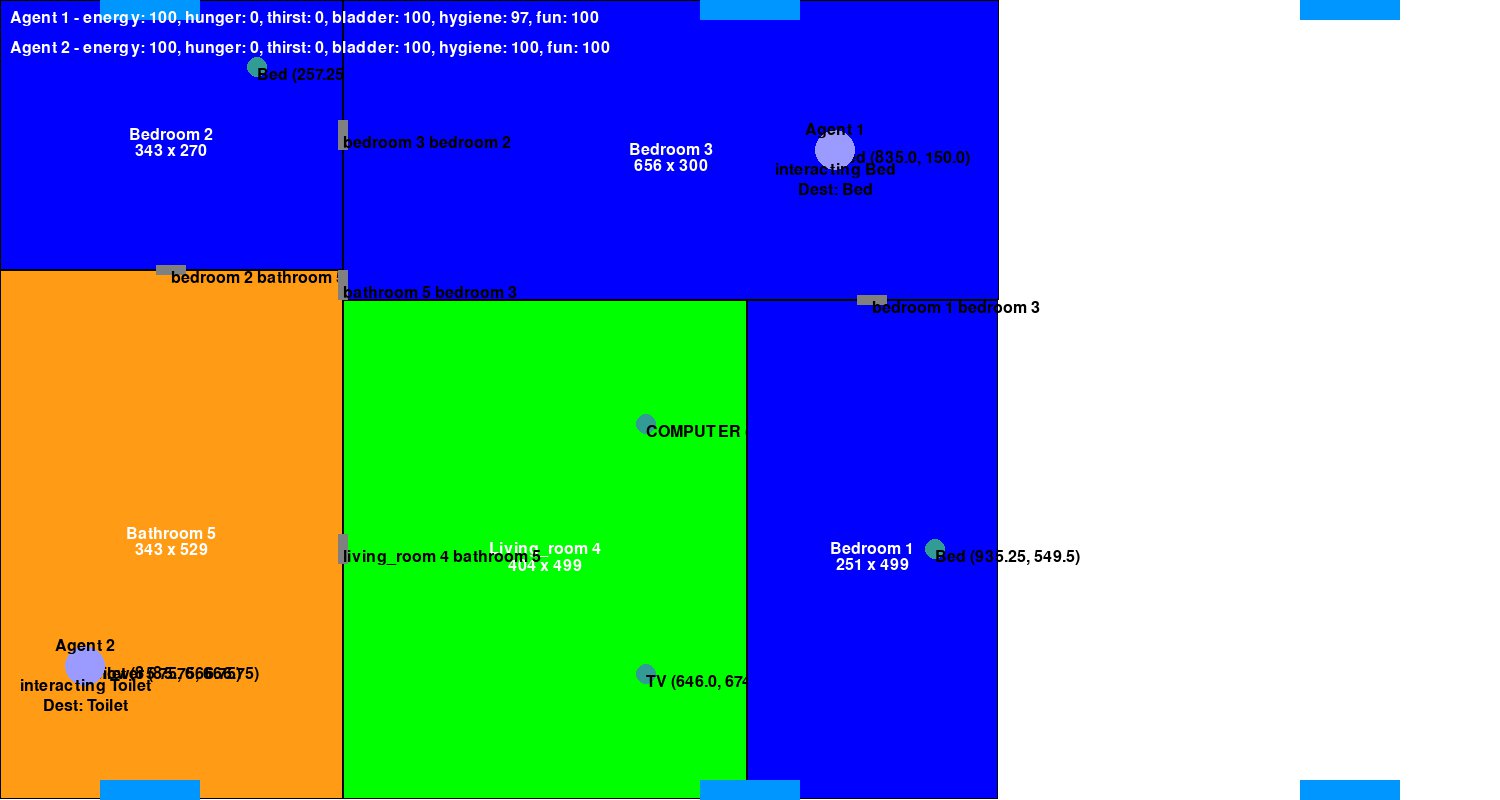 Agent 1 - energy: 100, hunger: 0, thirst: 0, bladder: 100, hygiene: 97, fun: 100
Agent 2 - energy: 100, hunger: 0, thirst: 0, bladder: 100, hygiene: 100, fun: 100
Bed (257.25
Bedroom 2
343 x 270
bedroom 3 bedroom 2
Bedroom 3
656 x 300
Agent 1
(835.0, 150.0)
interacting Bed
Dest: Bed
bedroom 2 bathroom
bathroom 5 bedroom 3
bedroom 1 bedroom 3
COMPUTER
Bathroom 5
343 x 529
living_room 4 bathroom 5
Living_room 4
404 x 499
Bedroom 1
251 x 499
Bed (935.25, 549.5)
Agent 2
interacting Toilet
Dest: Toilet
TV (646.0, 674